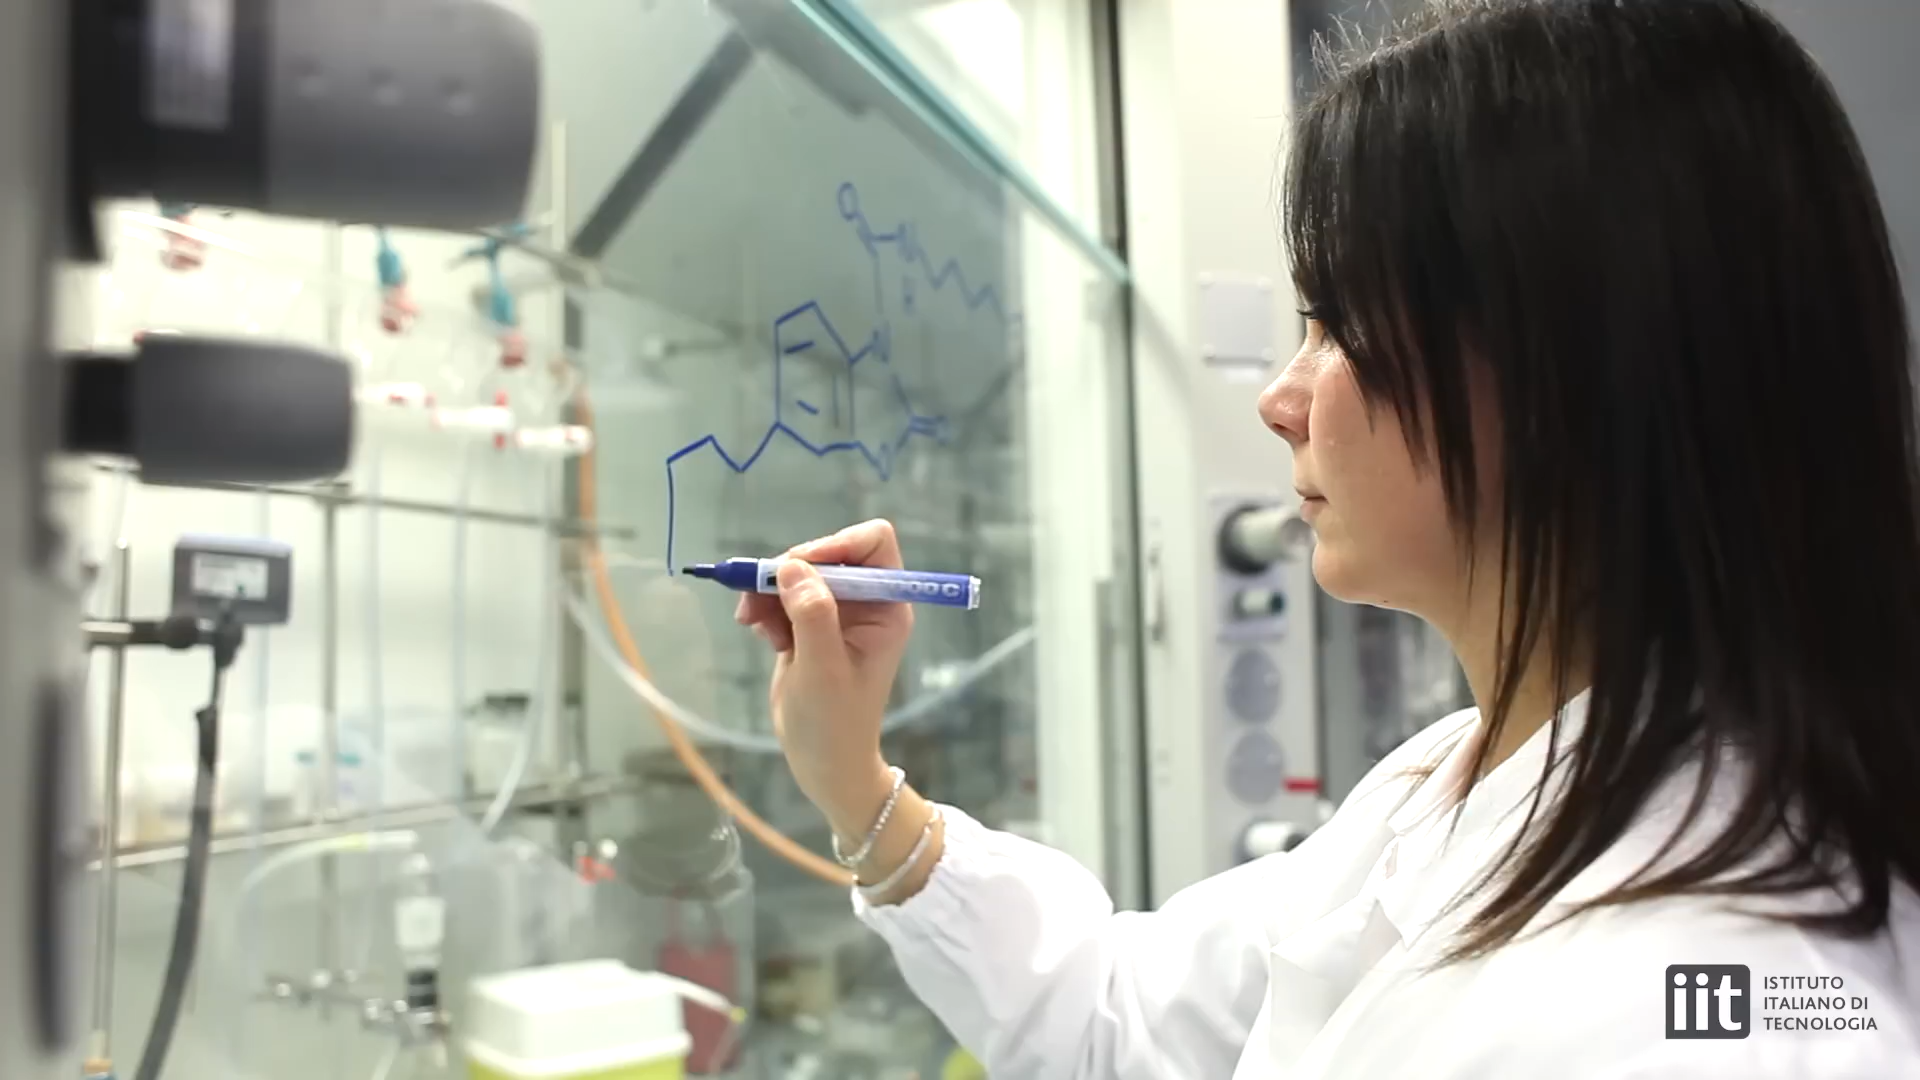 O
N
H
N
O
O
iit
ISTITUTO
ITALIANO DI
TECNOLOGIA